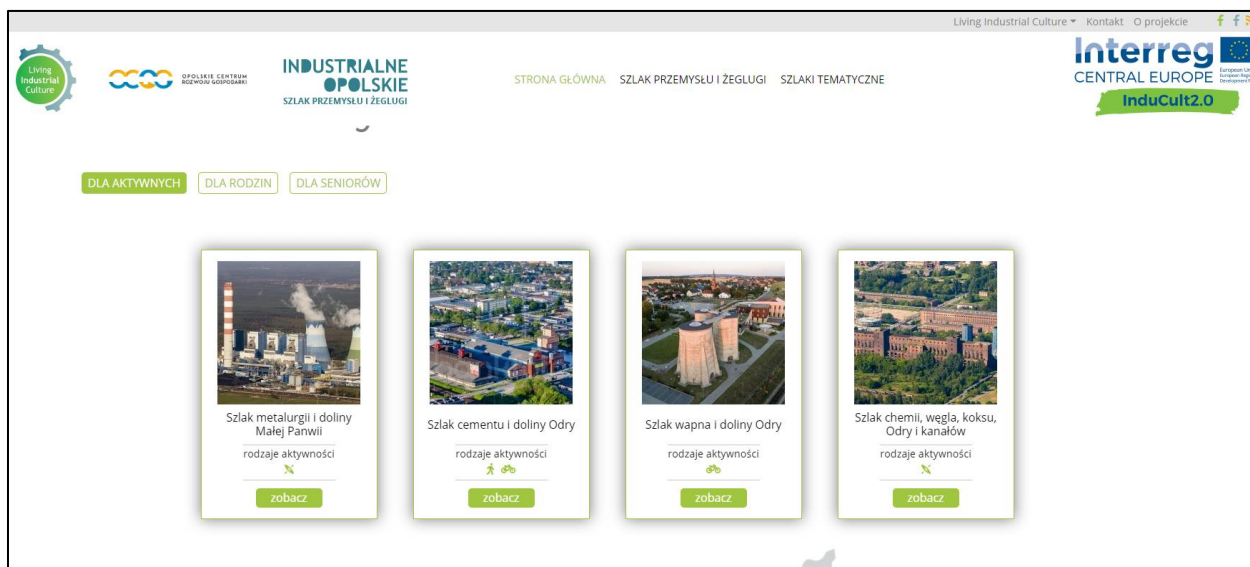 Living Industrial Culture Kontakt O projekcie
Living
Industrial
Culture
OPOLSKIE CENTRUM
ROZWOJU GOSPODARKI
INDUSTRIALNE
OPOLSKIE
SZLAK PRZEMYSŁU I ŻEGLUGI
STRONA GŁÓWNA SZLAK PRZEMYSŁU I ŻEGLUGI SZLAKI TEMATYCZNE
Interreg
CENTRAL EUROPE
European
European
Development
InduCult2.0
DLA AKTYWNYCH DLA RODZIN DLA SENIORÓW
Szlak metalurgii i doliny
Małej Panwii
rodzaje aktywności
zobacz
Szlak cementu i doliny Odry
rodzaje aktywności
zobacz
Szlak wapna i doliny Odry
rodzaje aktywności
zobacz
Szlak chemii, węgla, koksu,
Odry i kanałów
rodzaje aktywności
zobacz